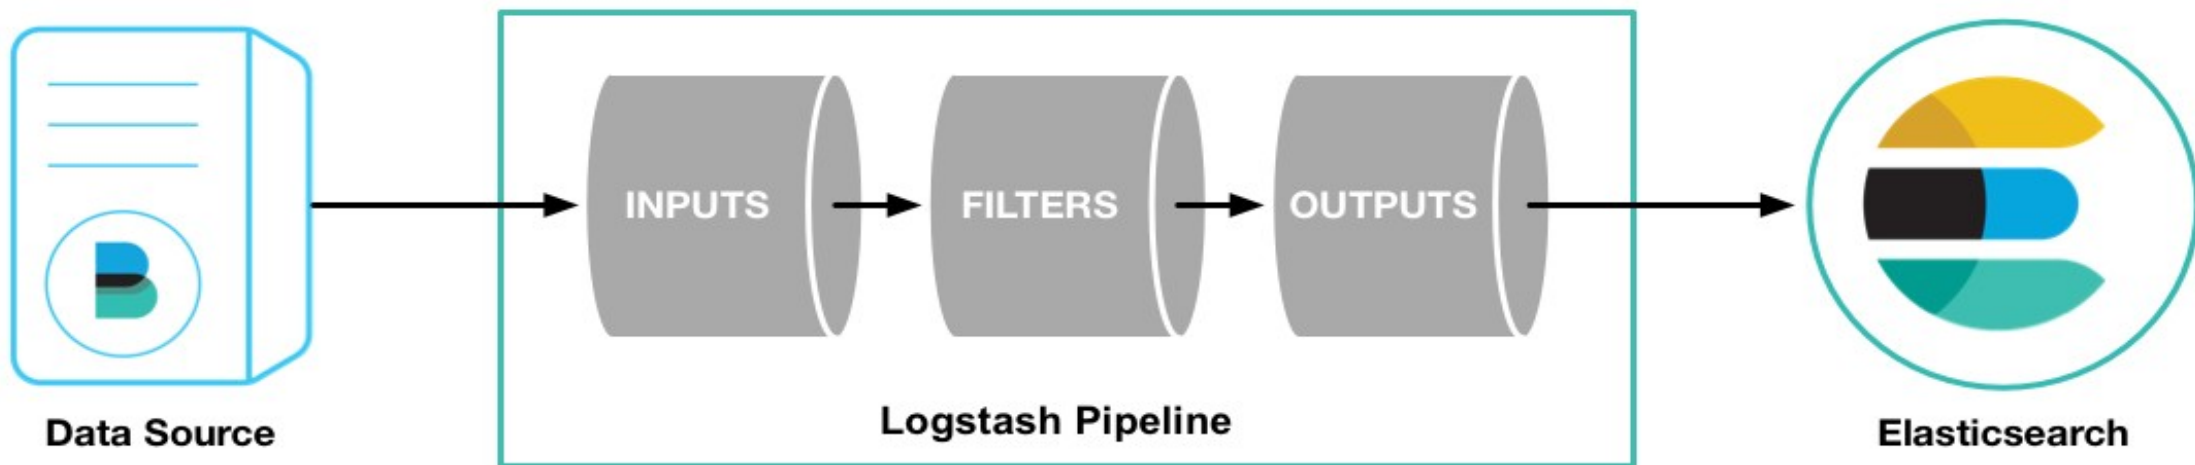 INPUTS
FILTERS
OUTPUTS
Data Source
Logstash Pipeline
Elasticsearch